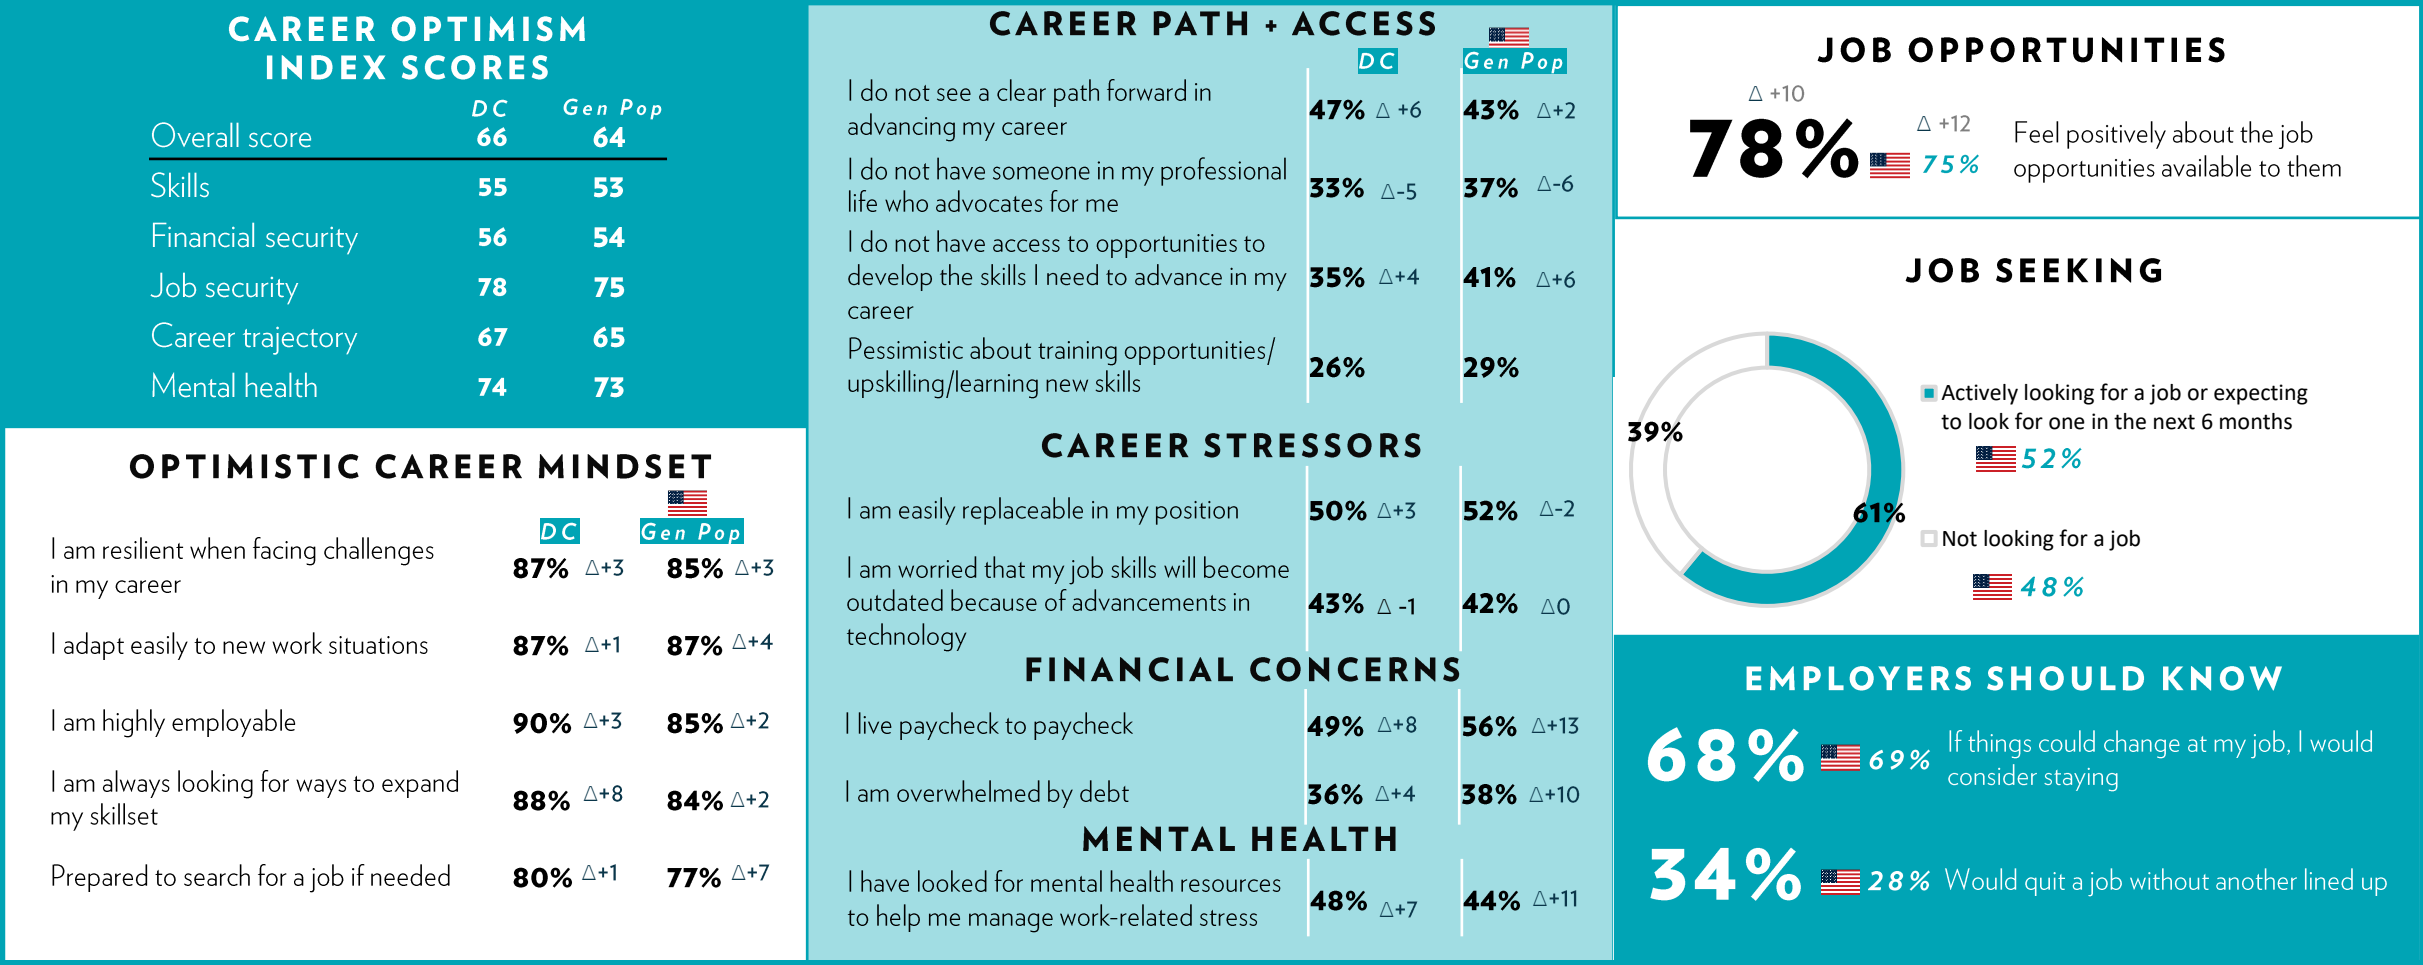 CAREER OPTIMISM
INDEX SCORES
DC Gen Pop
Overall score 66 64
Skills 55 53
Financial security 56 54
Job security 78 75
Career trajectory 67 65
Mental health 74 73
OPTIMISTIC CAREER MINDSET
DC Gen Pop
I am resilient when facing challenges
in my career
87% Δ+3 85% Δ+3
I adapt easily to new work situations 87% Δ+1 87% Δ+4
I am highly employable 90% Δ+3 85% Δ+2
I am always looking for ways to expand
my skillset
88% Δ+8 84% Δ+2
Prepared to search for a job if needed 80% Δ+1 77% Δ+7
CAREER PATH + ACCESS
DC Gen Pop
I do not see a clear path forward in
advancing my career
47% Δ +6 43% Δ+2
I do not have someone in my professional
life who advocates for me
33% Δ-5 37% Δ-6
I do not have access to opportunities to
develop the skills I need to advance in my
career
35% Δ+4 41% Δ+6
Pessimistic about training opportunities/
upskilling/learning new skills
26% 29%
CAREER STRESSORS
I am easily replaceable in my position 50% Δ+3 52% Δ-2
I am worried that my job skills will become
outdated because of advancements in
technology
43% Δ -1 42% Δ0
FINANCIAL CONCERNS
I live paycheck to paycheck 49% Δ+8 56% Δ+13
I am overwhelmed by debt 36% Δ+4 38% Δ+10
MENTAL HEALTH
I have looked for mental health resources
to help me manage work-related stress
48% Δ+7 44% Δ+11
JOB OPPORTUNITIES
Δ +10
78%
Δ +12
75%
Feel positively about the job
opportunities available to them
JOB SEEKING
39%
61%
Actively looking for a job or expecting
to look for one in the next 6 months
52%
Not looking for a job
48%
EMPLOYERS SHOULD KNOW
68% 69%
If things could change at my job, I would
consider staying
34% 28% Would quit a job without another lined up